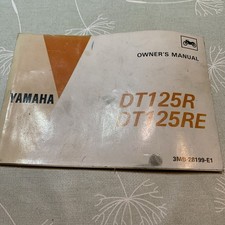 OWNER'S MANUAL
YAMAHA
DT125R
DT125RE
3MB-28199-E1